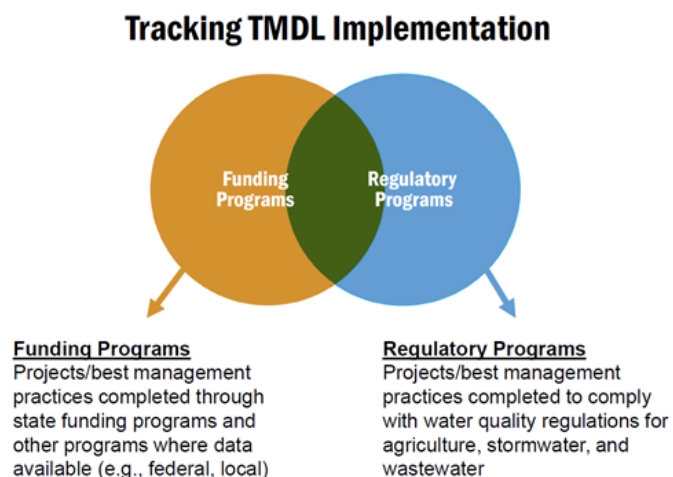 Tracking TMDL Implementation
Funding
Programs
Regulatory
Programs
Funding Programs
Projects/best management
practices completed through
state funding programs and
other programs where data
available (e.g., federal, local)
Regulatory Programs
Projects/best management
practices completed to comply
with water quality regulations for
agriculture, stormwater, and
wastewater